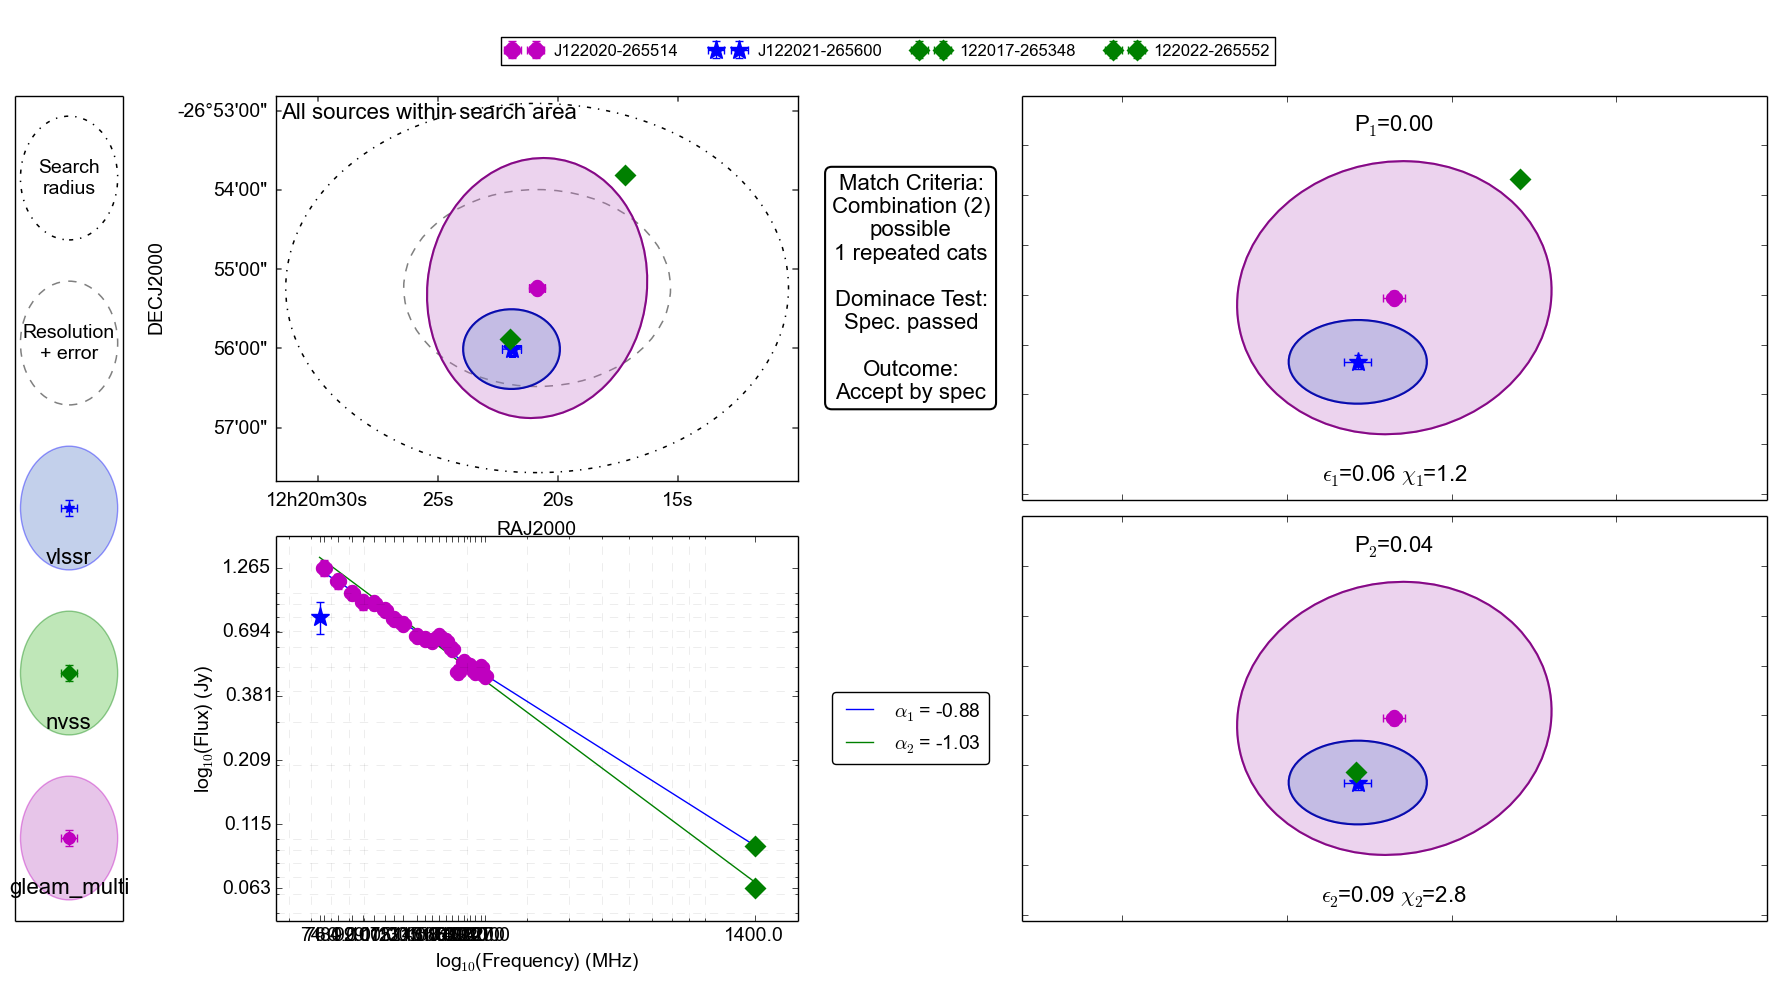 J122020-265514 J122021-265600 122017-265348 122022-265552
Search
radius
Resolution
+ error
vlssr
nvss
gleam_multi
All sources within search area
DECJ2000
-26°53'00"
54'00"
55'00"
56'00"
57'00"
12h20m30s 25s 20s 15s
RAJ2000
Match Criteria:
Combination (2)
possible
1 repeated cats
Dominace Test:
Spec. passed
Outcome:
Accept by spec
P1=0.00
ϵ1=0.06 χ1=1.2
P2=0.04
ϵ2=0.09 χ2=2.8
log10(Flux) (Jy)
1.265
0.694
0.381
0.209
0.115
0.063
1400.0
log10(Frequency) (MHz)
α1 = -0.88
α2 = -1.03